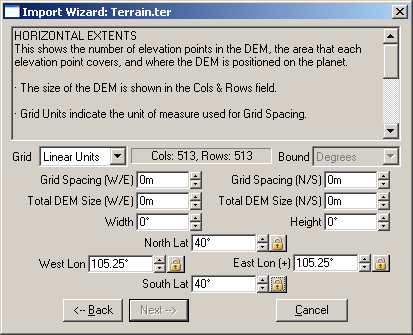 Import Wizard: Terrain.ter
HORIZONTAL EXTENTS
This shows the number of elevation points in the DEM, the area that each
elevation point covers, and where the DEM is positioned on the planet.
· The size of the DEM is shown in the Cols & Rows field.
· Grid Units indicate the unit of measure used for Grid Spacing.
Grid Linear Units Cols: 513, Rows: 513 Bound Degrees
Grid Spacing (W/E) 0m Grid Spacing (N/S) 0m
Total DEM Size (W/E) 0m Total DEM Size (N/S) 0m
Width 0° Height 0°
North Lat 40°
West Lon 105.25° East Lon (+) 105.25°
South Lat 40°
<-- Back Next --> Cancel